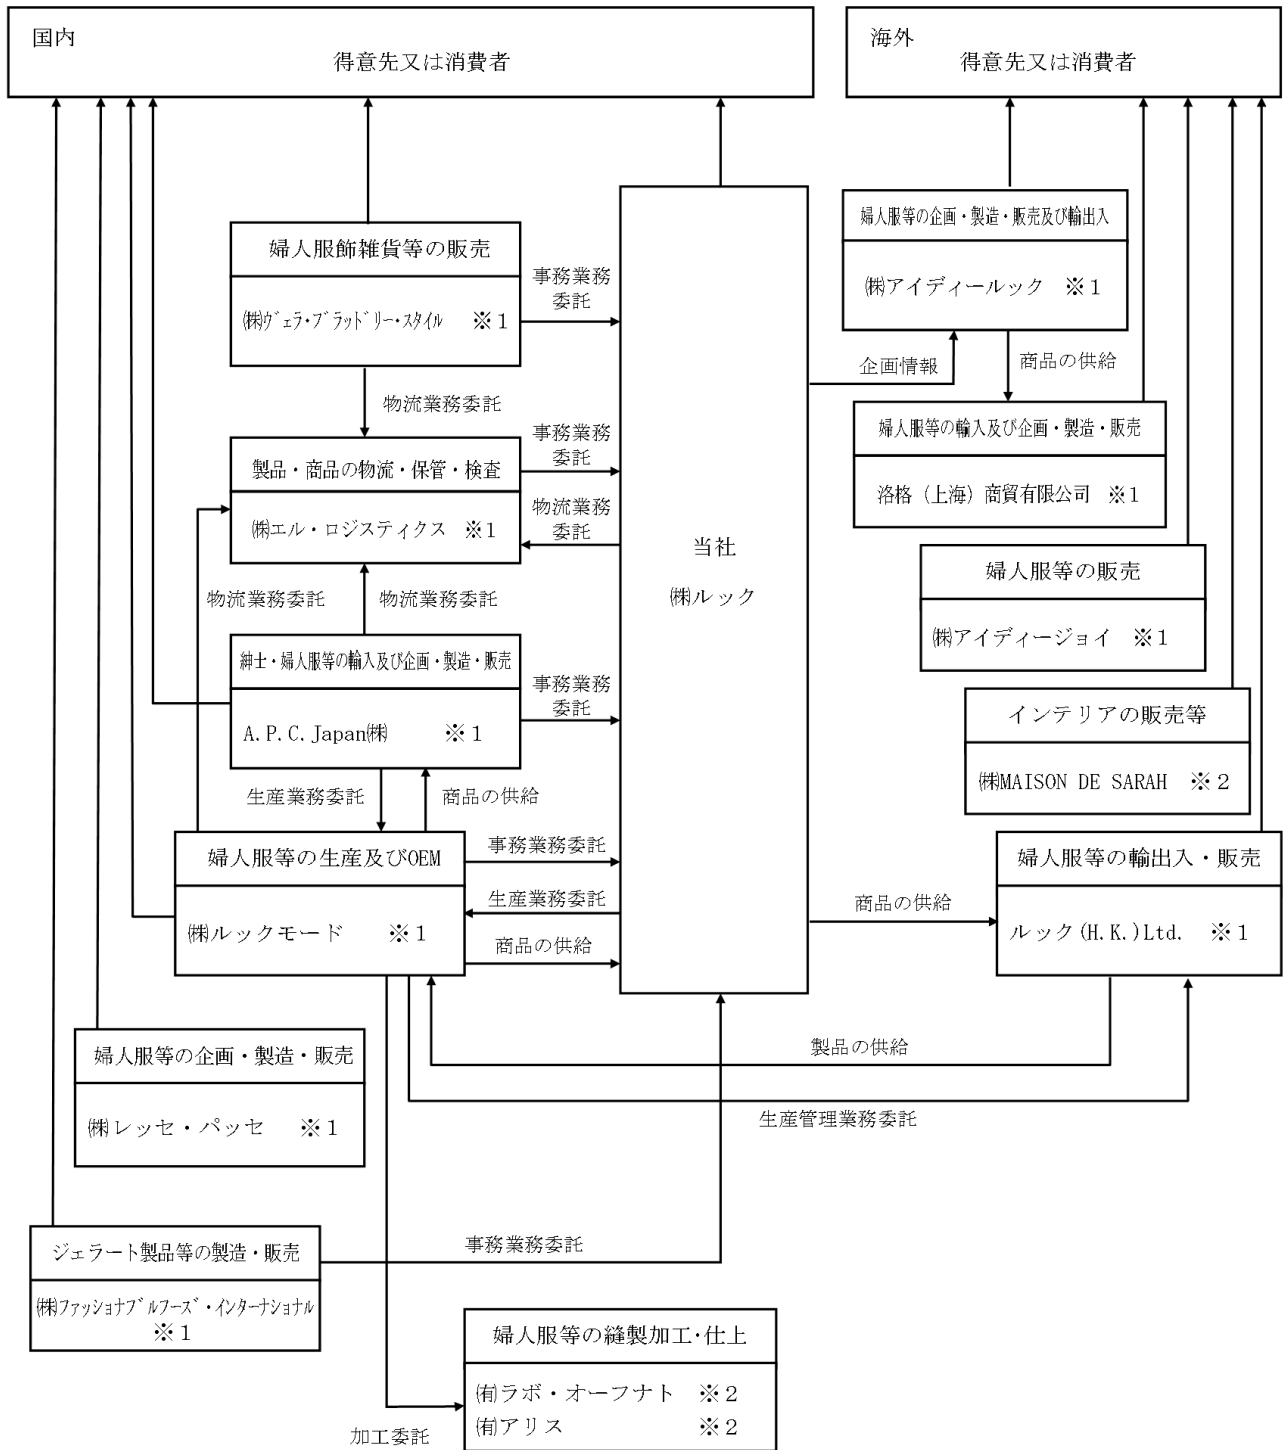 国内
得意先又は消費者
海外
得意先又は消費者
婦人服飾雑貨等の販売
㈱ヴェラ・ブラッドリー・スタイル ※1
事務業務
委託
物流業務委託
製品・商品の物流・保管・検査
㈱エル・ロジスティクス ※1
事務業務
委託
物流業務
委託
物流業務委託
物流業務委託
紳士・婦人服等の輸入及び企画・製造・販売
A.P.C.Japan㈱ ※1
事務業務
委託
生産業務委託
商品の供給
婦人服等の生産及びOEM
㈱ルックモード ※1
事務業務委託
生産業務委託
商品の供給
当社
㈱ルック
婦人服等の企画・製造・販売及び輸出入
㈱アイディールック ※1
企画情報
商品の供給
婦人服等の輸入及び企画・製造・販売
洛格（上海）商貿有限公司 ※1
婦人服等の販売
㈱アイディージョイ ※1
インテリアの販売等
㈱MAISON DE SARAH ※2
婦人服等の輸出入・販売
ルック(H.K.)Ltd. ※1
商品の供給
製品の供給
生産管理業務委託
婦人服等の企画・製造・販売
㈱レッセ・パッセ ※1
ジェラート製品等の製造・販売
㈱ファッショナブルフーズ・インターナショナル
※1
事務業務委託
婦人服等の縫製加工・仕上
㈲ラボ・オーフナト ※2
㈲アリス ※2
加工委託